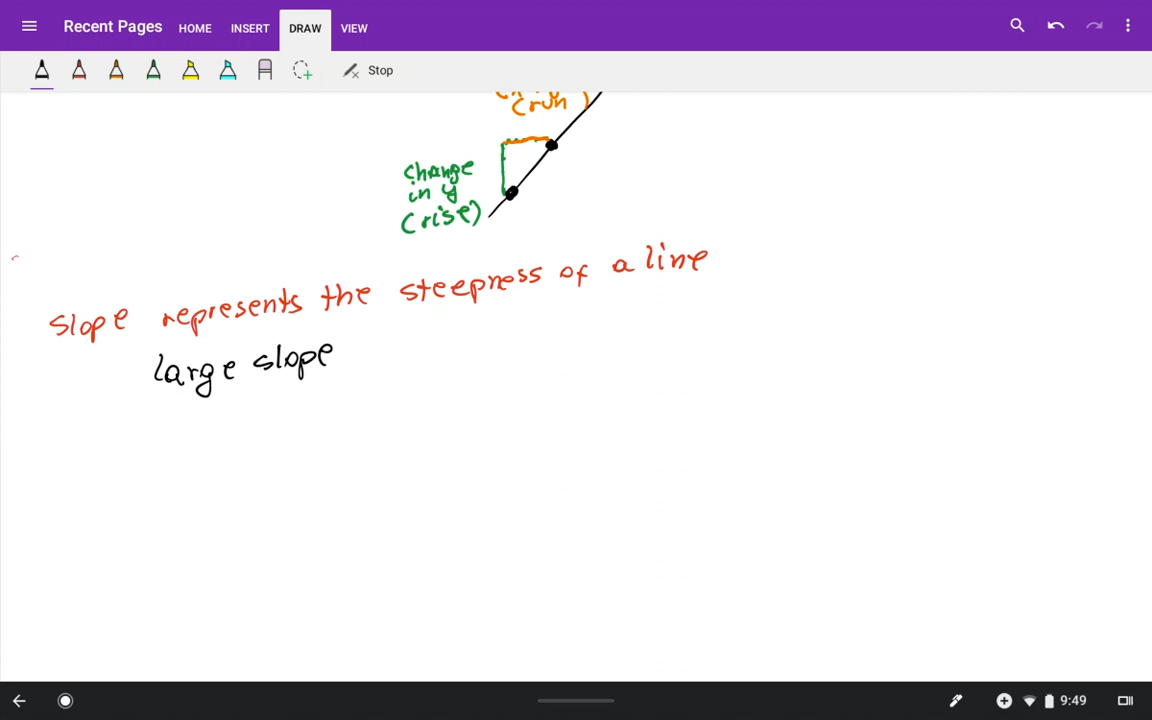 Recent Pages HOME INSERT DRAW VIEW
Stop
(run)
change
in y
(rise)
slope represents the steepness of a line
large slope
9:49